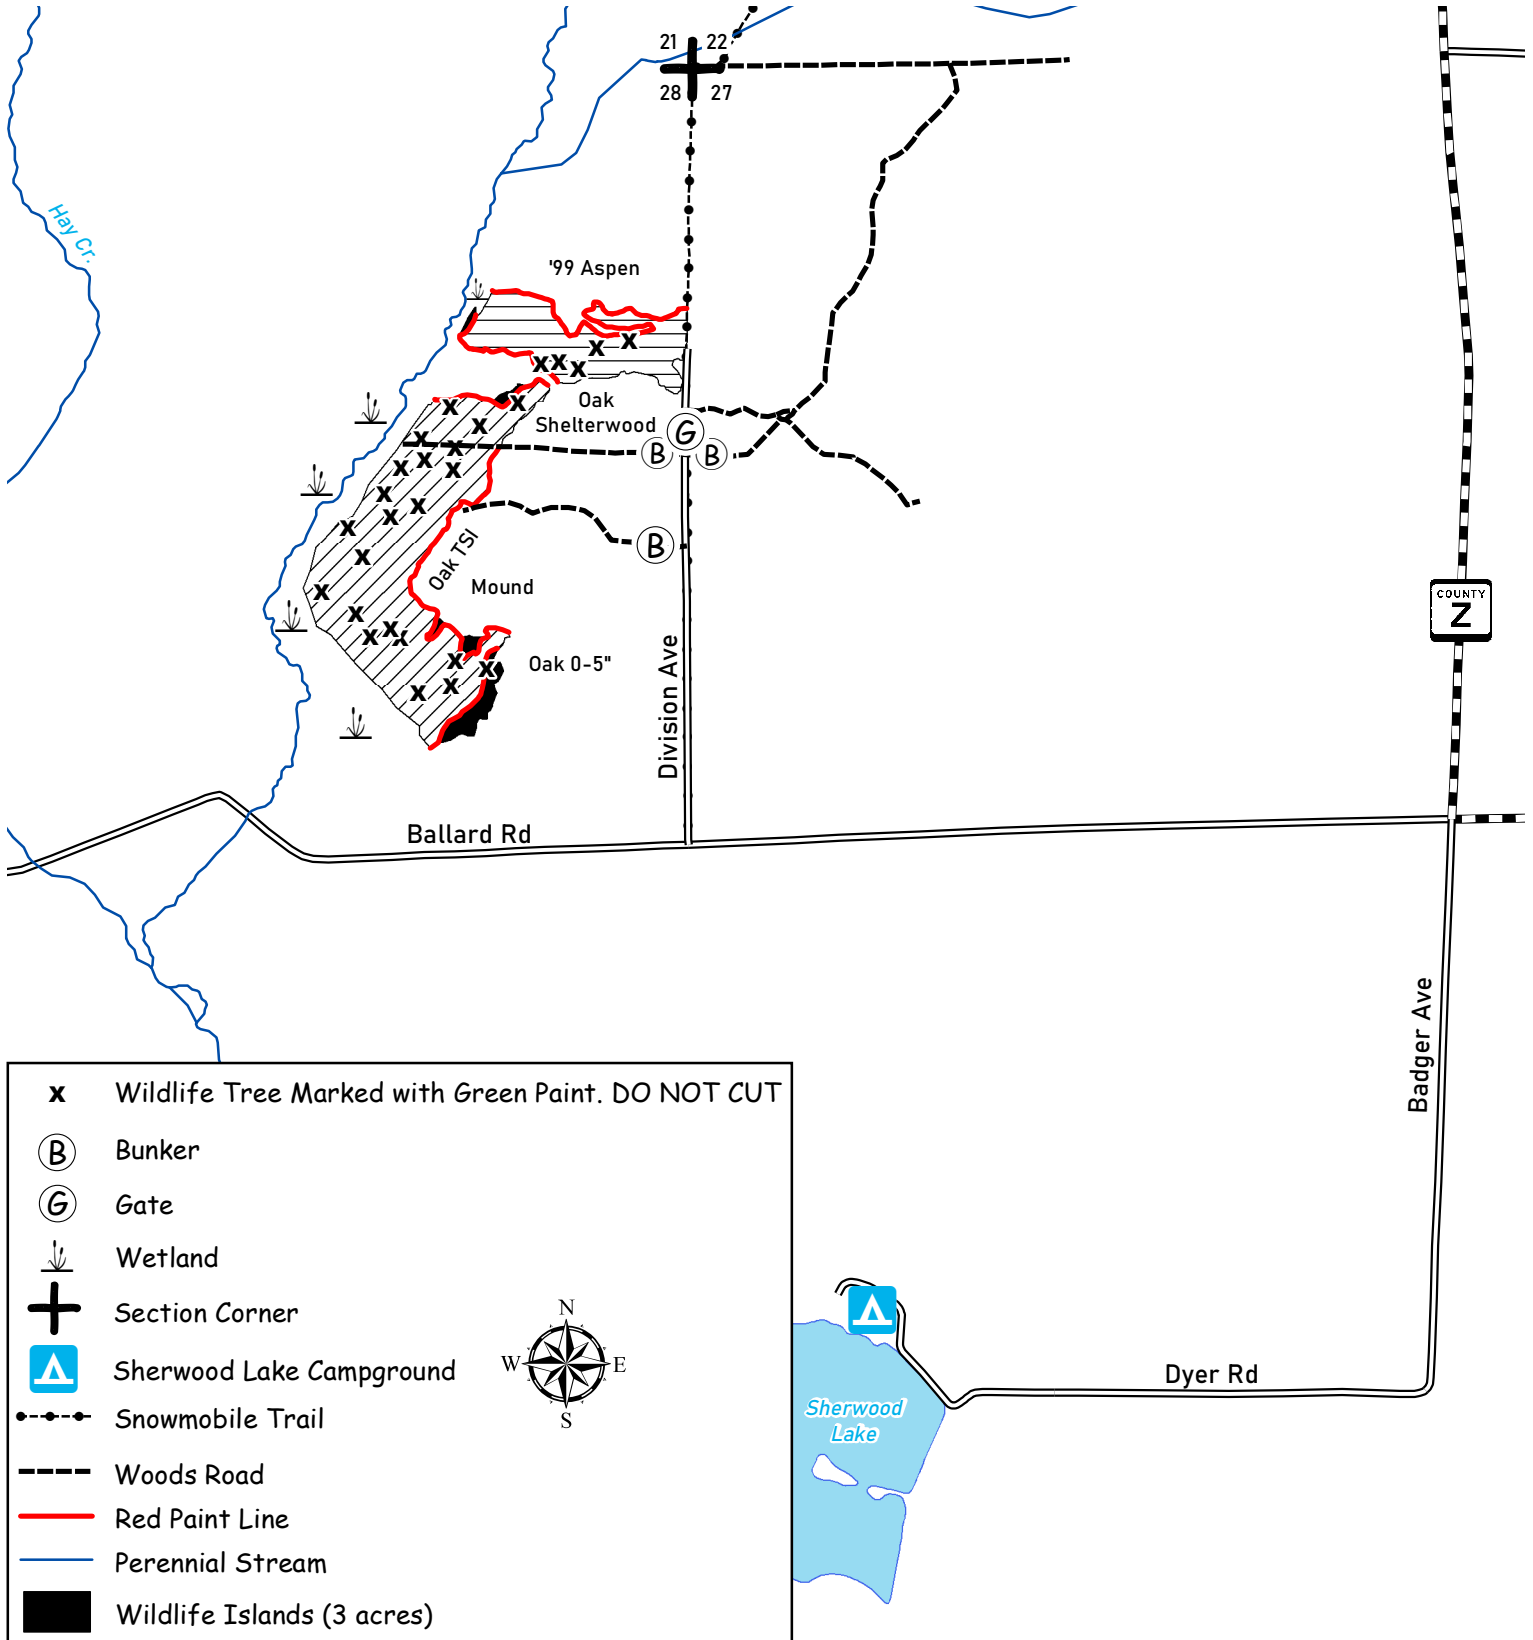 21 22
28 27
Hay Cr.
'99 Aspen
Oak
Shelterwood
G
B B
B
Oak TSI
Mound
Oak 0-5"
Division Ave
COUNTY
Z
Ballard Rd
Badger Ave
x Wildlife Tree Marked with Green Paint. DO NOT CUT
B Bunker
G Gate
Wetland
Section Corner
Sherwood Lake Campground
Snowmobile Trail
Woods Road
Red Paint Line
Perennial Stream
Wildlife Islands (3 acres)
N
W E
S
Dyer Rd
Sherwood
Lake